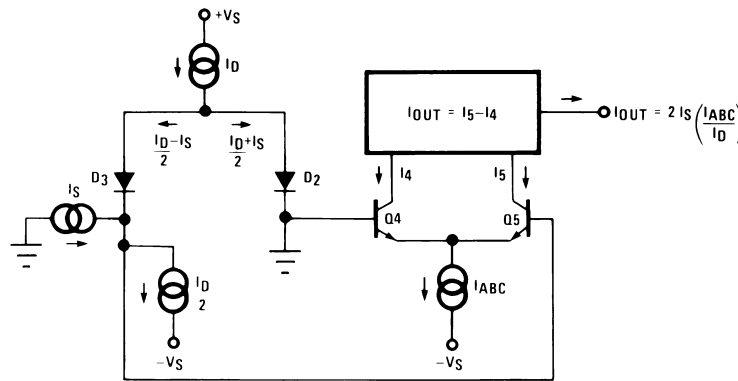 +VS
ID
ID/2 −IS
ID/2 +IS
IOUT = I5−I4
IOUT = 2 IS (IABC/ID)
D3
D2
I4
I5
IS
Q4
Q5
ID
2
IABC
−VS
−VS